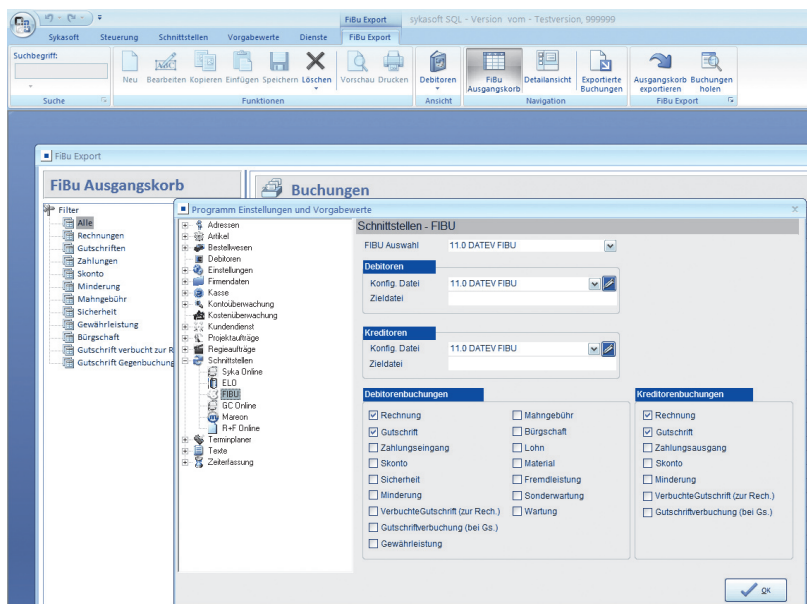 FiBu Export
sykasoft SQL - Version vom - Testversion, 999999
Sykasoft Steuerung Schnittstellen Vorgabewerte Dienste FiBu Export
Suchbegriff:
Neu Bearbeiten Kopieren Einfügen Speichern Löschen Vorschau Drucken Debitoren FiBu Ausgangskorb Detailansicht Exportierte Buchungen Ausgangskorb exportieren Buchungen holen
Suche Funktionen Ansicht Navigation FiBu Export
FiBu Export
FiBu Ausgangskorb
Buchungen
Filter
Alle
Rechnungen
Gutschriften
Zahlungen
Skonto
Minderung
Mahngebühr
Sicherheit
Gewährleistung
Bürgschaft
Gutschrift verbucht zur R
Gutschrift Gegenbuchung
Programm Einstellungen und Vorgabewerte
Adressen
Artikel
Bestellwesen
Debitoren
Einstellungen
Firmendaten
Kasse
Kontoüberwachung
Kostenüberwachung
Kundendienst
Projektaufträge
Regieaufträge
Schnittstellen
Syka Online
ELO
FIBU
GC Online
Mareon
R+F Online
Terminplaner
Texte
Zeiterfassung
Schnittstellen - FIBU
FIBU Auswahl 11.0 DATEV FIBU
Debitoren
Konfig. Datei 11.0 DATEV FIBU
Zieldatei
Kreditoren
Konfig. Datei 11.0 DATEV FIBU
Zieldatei
Debitorenbuchungen
Rechnung Mahngebühr
Gutschrift Bürgschaft
Zahlungseingang Lohn
Skonto Material
Sicherheit Fremdleistung
Minderung Sonderwartung
VerbuchteGutschrift (zur Rech.) Wartung
Gutschriftverbuchung (bei Gs.)
Gewährleistung
Kreditorenbuchungen
Rechnung
Gutschrift
Zahlungsausgang
Skonto
Minderung
VerbuchteGutschrift (zur Rech.)
Gutschriftverbuchung (bei Gs.)
OK